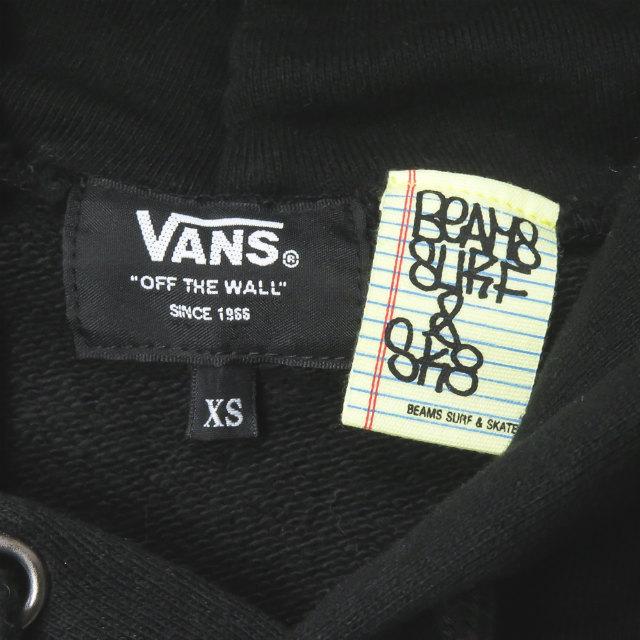 VANS®
"OFF THE WALL"
SINCE 1966
XS
BEAMS
SURF
&
SK8
BEAMS SURF & SKATE